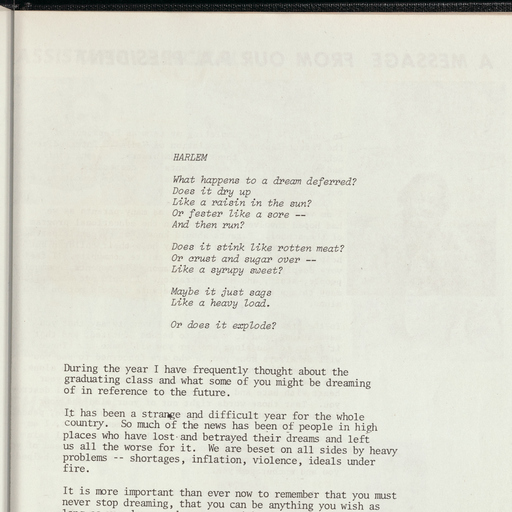 HARLEM
What happens to a dream deferred?
Does it dry up
Like a raisin in the sun?
Or fester like a sore --
And then run?
Does it stink like rotten meat?
Or crust and sugar over --
Like a syrupy sweet?
Maybe it just sags
Like a heavy load.
Or does it explode?
During the year I have frequently thought about the
graduating class and what some of you might be dreaming
of in reference to the future.
It has been a strange and difficult year for the whole
country. So much of the news has been of people in high
places who have lost and betrayed their dreams and left
us all the worse for it. We are beset on all sides by heavy
problems -- shortages, inflation, violence, ideals under
fire.
It is more important than ever now to remember that you must
never stop dreaming, that you can be anything you wish as